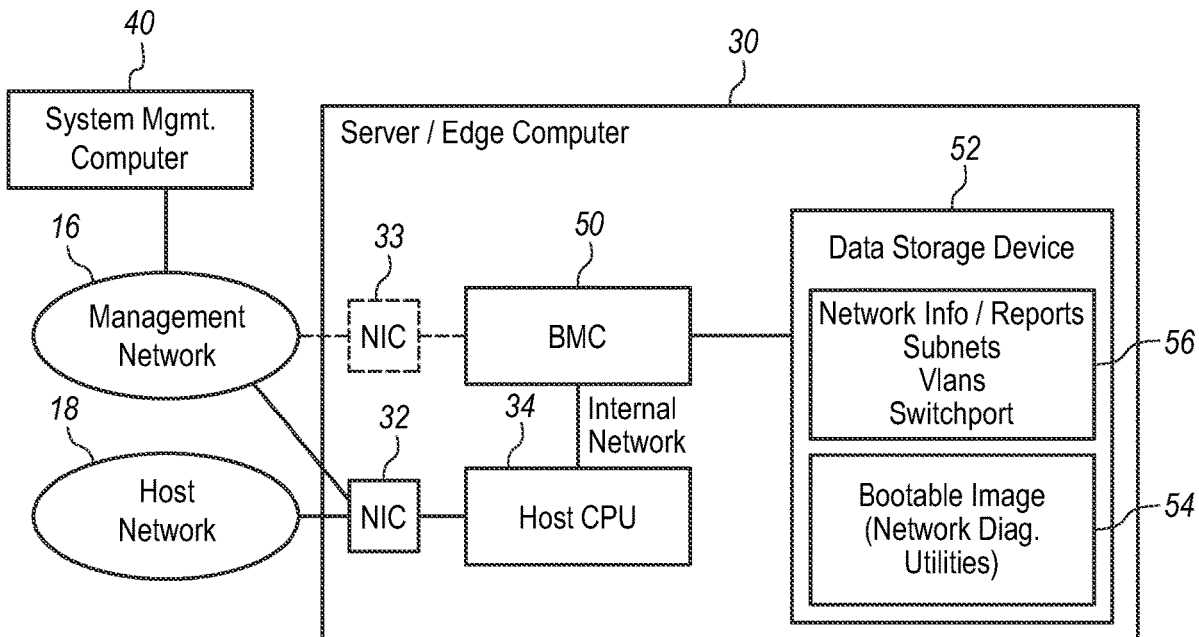 40
30
System Mgmt.
Computer
Server / Edge Computer
52
16
33
50
Data Storage Device
Management
Network
NIC
BMC
Network Info / Reports
Subnets
Vlans
Switchport
56
18
32
34
Internal
Network
Host
Network
NIC
Host CPU
Bootable Image
(Network Diag.
Utilities)
54